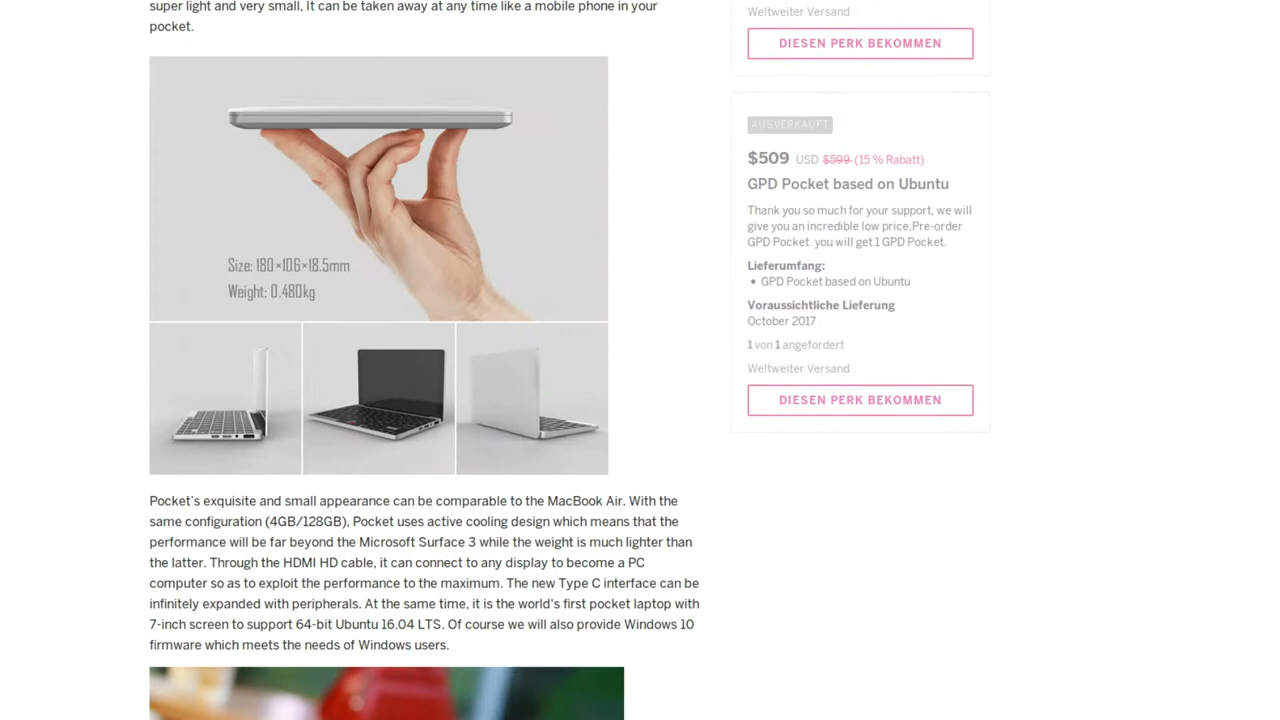 super light and very small, It can be taken away at any time like a mobile phone in your
pocket.
Size: 180×106×18.5mm
Weight: 0.480kg
Pocket's exquisite and small appearance can be comparable to the MacBook Air. With the
same configuration (4GB/128GB), Pocket uses active cooling design which means that the
performance will be far beyond the Microsoft Surface 3 while the weight is much lighter than
the latter. Through the HDMI HD cable, it can connect to any display to become a PC
computer so as to exploit the performance to the maximum. The new Type C interface can be
infinitely expanded with peripherals. At the same time, it is the world's first pocket laptop with
7-inch screen to support 64-bit Ubuntu 16.04 LTS. Of course we will also provide Windows 10
firmware which meets the needs of Windows users.
Weltweiter Versand
DIESEN PERK BEKOMMEN
AUSVERKAUFT
$509 USD $599 (15 % Rabatt)
GPD Pocket based on Ubuntu
Thank you so much for your support, we will
give you an incredible low price,Pre-order
GPD Pocket. you will get 1 GPD Pocket.
Lieferumfang:
• GPD Pocket based on Ubuntu
Voraussichtliche Lieferung
October 2017
1 von 1 angefordert
Weltweiter Versand
DIESEN PERK BEKOMMEN